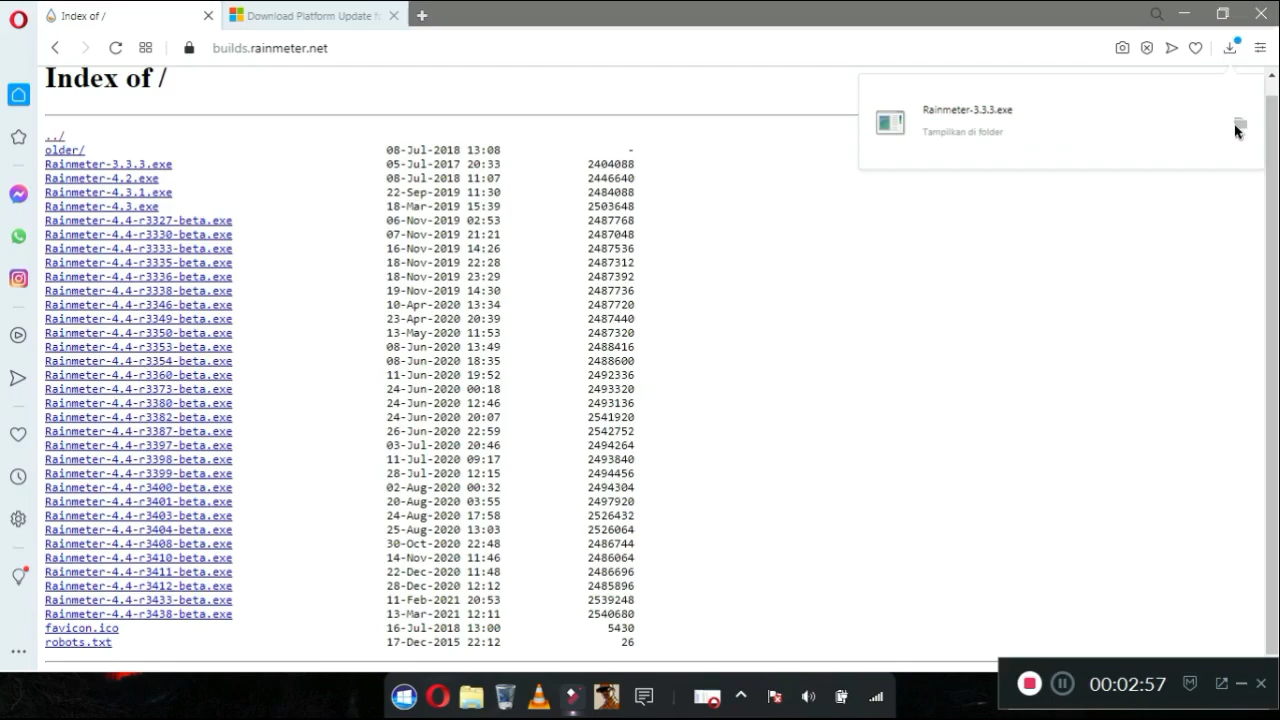 Index of /
Download Platform Update f
builds.rainmeter.net
Index of /
Rainmeter-3.3.3.exe
Tampilkan di folder
../
older/ 08-Jul-2018 13:08 -
Rainmeter-3.3.3.exe 05-Jul-2017 20:33 2404088
Rainmeter-4.2.exe 08-Jul-2018 11:07 2446640
Rainmeter-4.3.1.exe 22-Sep-2019 11:30 2484088
Rainmeter-4.3.exe 18-Mar-2019 15:39 2503648
Rainmeter-4.4-r3327-beta.exe 06-Nov-2019 02:53 2487768
Rainmeter-4.4-r3330-beta.exe 07-Nov-2019 21:21 2487048
Rainmeter-4.4-r3333-beta.exe 16-Nov-2019 14:26 2487536
Rainmeter-4.4-r3335-beta.exe 18-Nov-2019 22:28 2487312
Rainmeter-4.4-r3336-beta.exe 18-Nov-2019 23:29 2487392
Rainmeter-4.4-r3338-beta.exe 19-Nov-2019 14:30 2487736
Rainmeter-4.4-r3346-beta.exe 10-Apr-2020 13:34 2487720
Rainmeter-4.4-r3349-beta.exe 23-Apr-2020 20:39 2487440
Rainmeter-4.4-r3350-beta.exe 13-May-2020 11:53 2487320
Rainmeter-4.4-r3353-beta.exe 08-Jun-2020 13:49 2488416
Rainmeter-4.4-r3354-beta.exe 08-Jun-2020 18:35 2488600
Rainmeter-4.4-r3360-beta.exe 11-Jun-2020 19:52 2492336
Rainmeter-4.4-r3373-beta.exe 24-Jun-2020 00:18 2493320
Rainmeter-4.4-r3380-beta.exe 24-Jun-2020 12:46 2493136
Rainmeter-4.4-r3382-beta.exe 24-Jun-2020 20:07 2541920
Rainmeter-4.4-r3387-beta.exe 26-Jun-2020 22:59 2542752
Rainmeter-4.4-r3397-beta.exe 03-Jul-2020 20:46 2494264
Rainmeter-4.4-r3398-beta.exe 11-Jul-2020 09:17 2493840
Rainmeter-4.4-r3399-beta.exe 28-Jul-2020 12:15 2494456
Rainmeter-4.4-r3400-beta.exe 02-Aug-2020 00:32 2494304
Rainmeter-4.4-r3401-beta.exe 20-Aug-2020 03:55 2497920
Rainmeter-4.4-r3403-beta.exe 24-Aug-2020 17:58 2526432
Rainmeter-4.4-r3404-beta.exe 25-Aug-2020 13:03 2526064
Rainmeter-4.4-r3408-beta.exe 30-Oct-2020 22:48 2486744
Rainmeter-4.4-r3410-beta.exe 14-Nov-2020 11:46 2486064
Rainmeter-4.4-r3411-beta.exe 22-Dec-2020 11:48 2486696
Rainmeter-4.4-r3412-beta.exe 28-Dec-2020 12:12 2485896
Rainmeter-4.4-r3433-beta.exe 11-Feb-2021 20:53 2539248
Rainmeter-4.4-r3438-beta.exe 13-Mar-2021 12:11 2540680
favicon.ico 16-Jul-2018 13:00 5430
robots.txt 17-Dec-2015 22:12 26
00:02:57